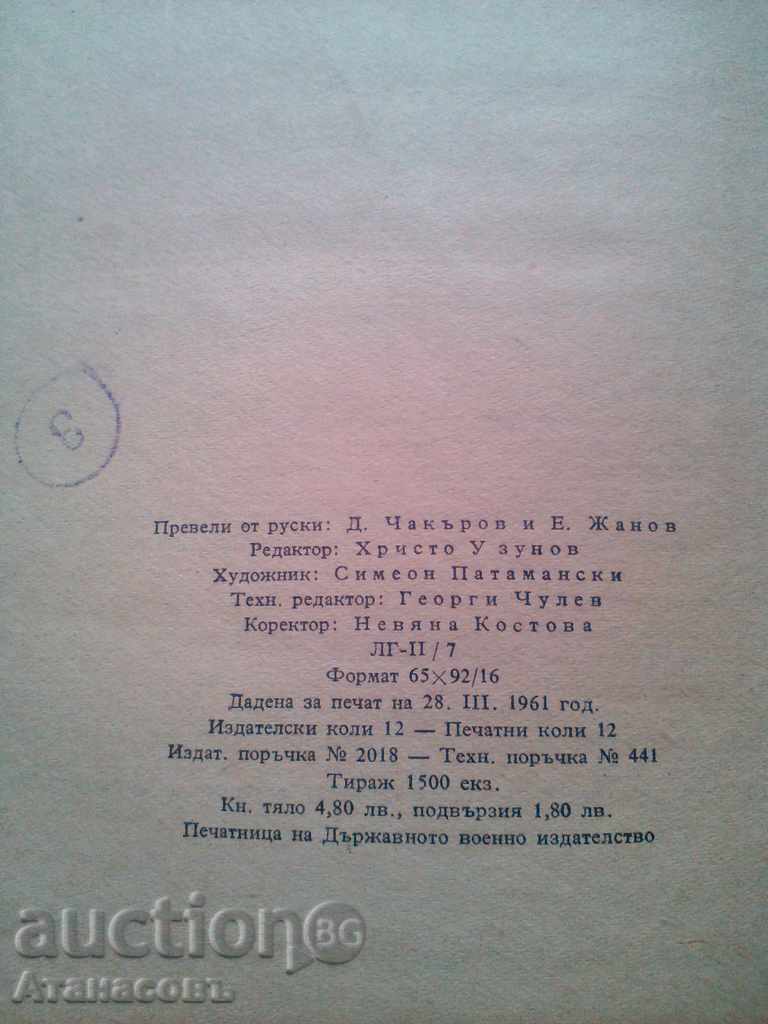 3
Превели от руски: Д. Чакъров и Е. Жанов
Редактор: Христо Узунов
Художник: Симеон Патамански
Техн. редактор: Георги Чулев
Коректор: Невяна Костова
ЛГ-II/7
Формат 65×92/16
Дадена за печат на 28. III. 1961 год.
Издателски коли 12 — Печатни коли 12
Издат. поръчка № 2018 — Техн. поръчка № 441
Тираж 1500 екз.
Кн. тяло 4,80 лв., подвързия 1,80 лв.
Печатница на Държавното военно издателство
auction BG
Атанасовъ